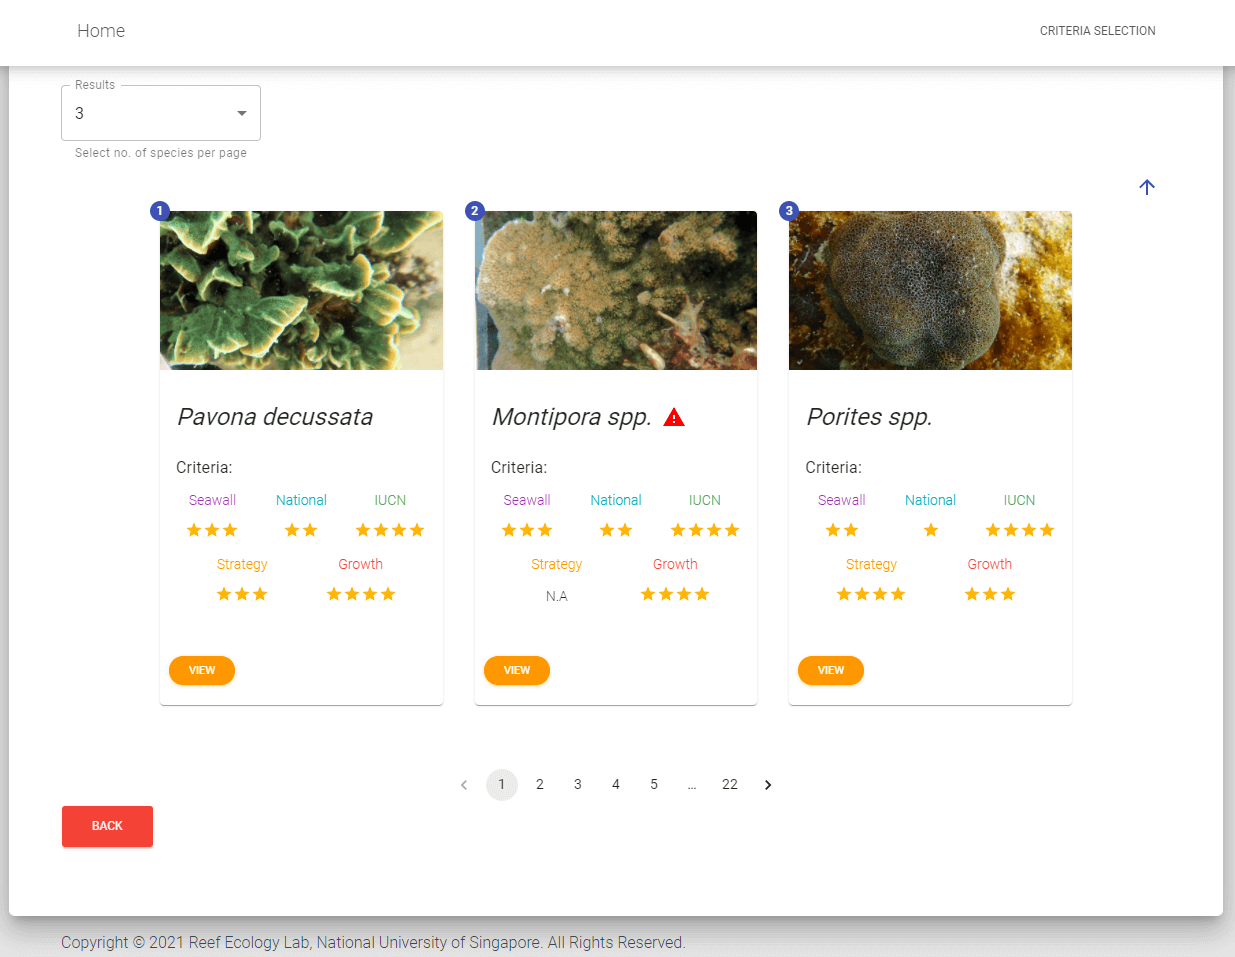 Home
CRITERIA SELECTION
Results
3
Select no. of species per page
1
2
3
Pavona decussata
Montipora spp.
Porites spp.
Criteria:
Criteria:
Criteria:
Seawall National IUCN
Seawall National IUCN
Seawall National IUCN
Strategy Growth
Strategy Growth
Strategy Growth
N.A
VIEW
VIEW
VIEW
1 2 3 4 5 ... 22
BACK
Copyright © 2021 Reef Ecology Lab, National University of Singapore. All Rights Reserved.